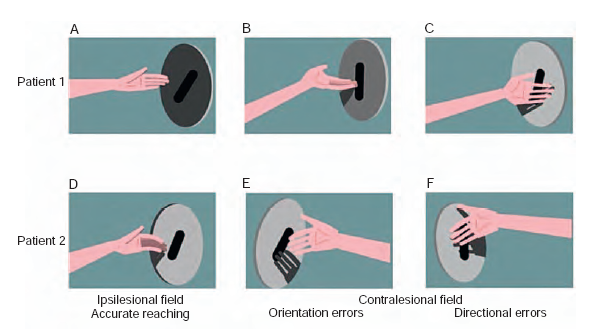 A
B
C
Patient 1
D
E
F
Patient 2
Ipsilesional field
Accurate reaching
Contralesional field
Orientation errors
Directional errors